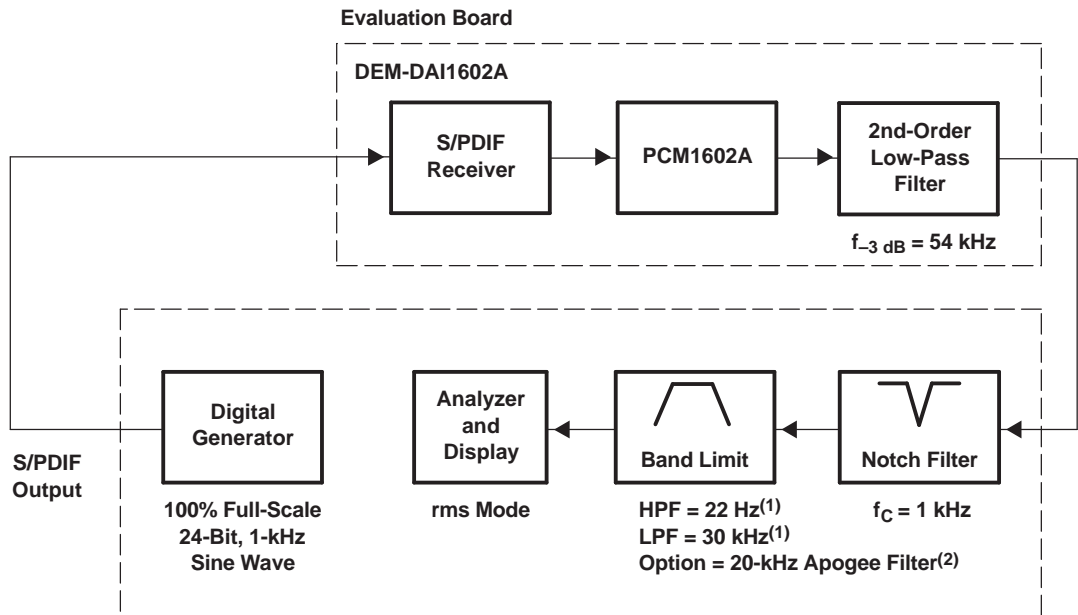 Evaluation Board
DEM-DAI1602A
S/PDIF
Receiver
PCM1602A
2nd-Order
Low-Pass
Filter
f–3 dB = 54 kHz
S/PDIF
Output
Digital
Generator
100% Full-Scale
24-Bit, 1-kHz
Sine Wave
Analyzer
and
Display
rms Mode
Band Limit
HPF = 22 Hz(1)
LPF = 30 kHz(1)
Option = 20-kHz Apogee Filter(2)
Notch Filter
fC = 1 kHz